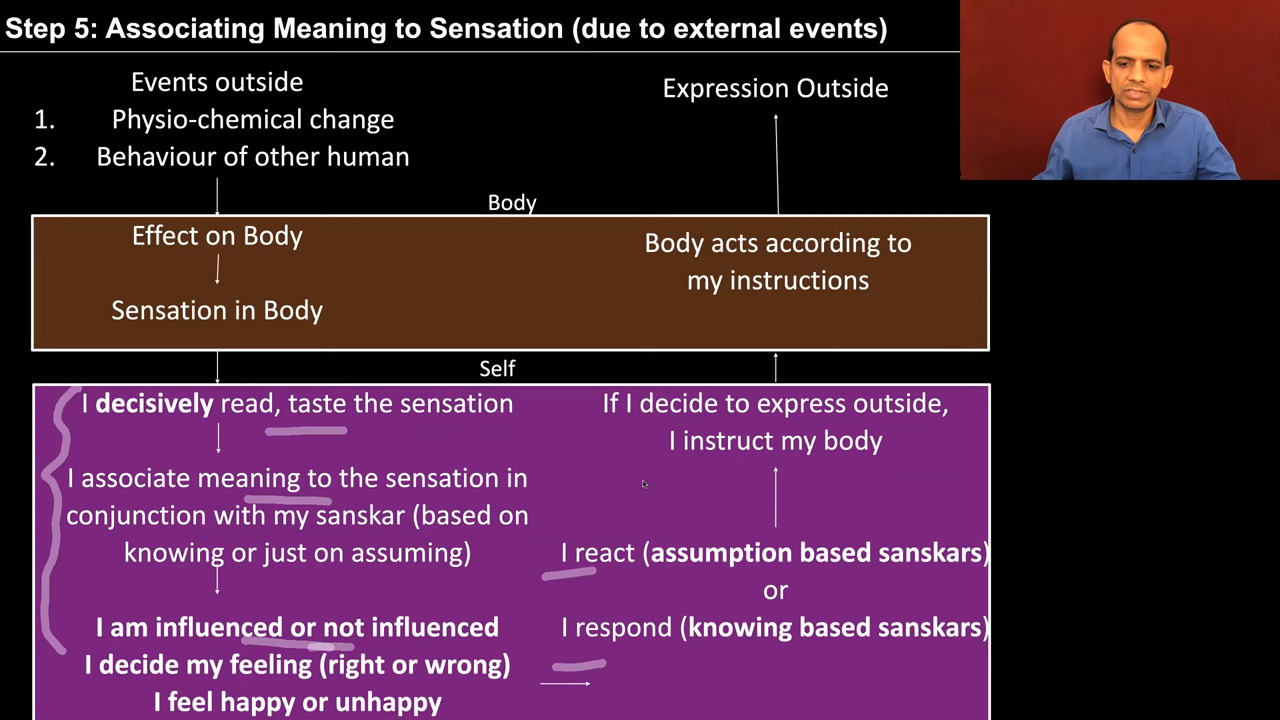 Step 5: Associating Meaning to Sensation (due to external events)
Events outside
1. Physio-chemical change
2. Behaviour of other human
Expression Outside
Body
Effect on Body
Sensation in Body
Body acts according to
my instructions
Self
I decisively read, taste the sensation
I associate meaning to the sensation in
conjunction with my sanskar (based on
knowing or just on assuming)
I am influenced or not influenced
I decide my feeling (right or wrong)
I feel happy or unhappy
If I decide to express outside,
I instruct my body
I react (assumption based sanskars)
or
I respond (knowing based sanskars)